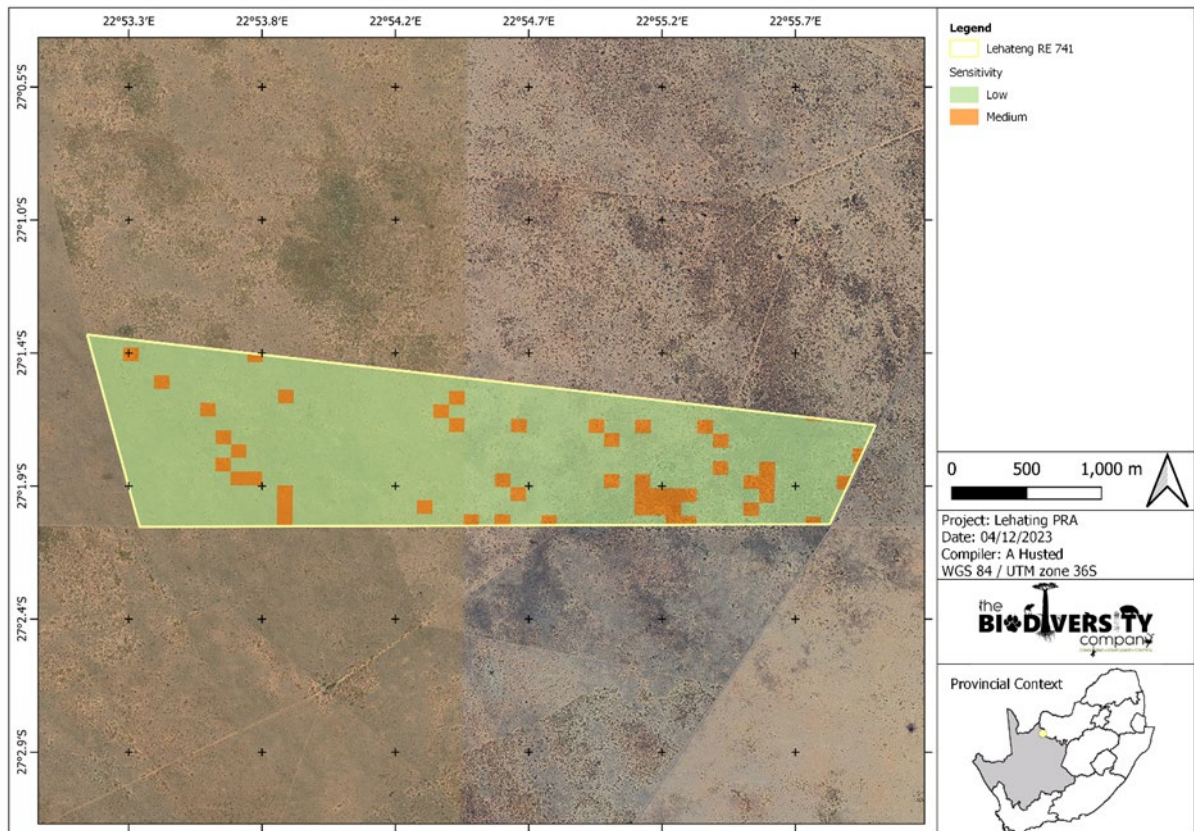 22°53.3'E 22°53.8'E 22°54.2'E 22°54.7'E 22°55.2'E 22°55.7'E
27°0.5'S
27°1.0'S
27°1.4'S
27°1.9'S
27°2.4'S
27°2.9'S
Legend
Lehateng RE 741
Sensitivity
Low
Medium
0 500 1,000 m
Project: Lehating PRA
Date: 04/12/2023
Compiler: A Husted
WGS 84 / UTM zone 36S
the
BIODIVERSITY
company
Provincial Context